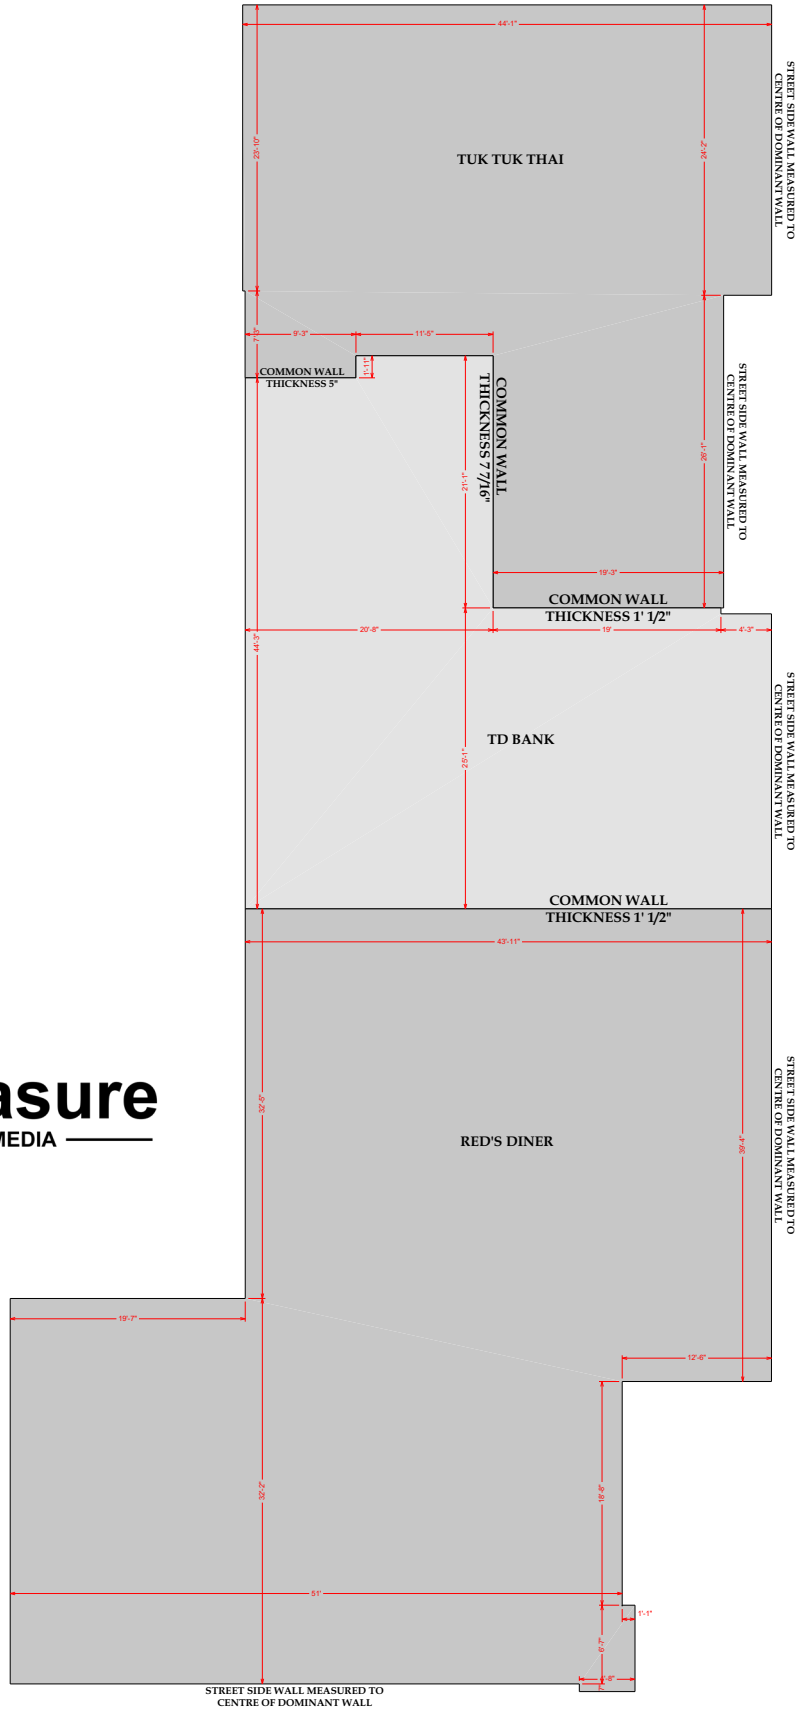 44'-1"
23'-10"
24'-2"
TUK TUK THAI
STREET SIDE WALL MEASURED TO
CENTRE OF DOMINANT WALL
7'-3"
9'-3"
11'-5"
1'-11"
COMMON WALL
THICKNESS 5"
COMMON WALL
THICKNESS 7 7/16"
26'-1"
STREET SIDE WALL MEASURED TO
CENTRE OF DOMINANT WALL
21'-1"
19'-3"
COMMON WALL
THICKNESS 1' 1/2"
20'-8"
19'
4'-3"
44'-3"
TD BANK
25'-1"
STREET SIDE WALL MEASURED TO
CENTRE OF DOMINANT WALL
COMMON WALL
THICKNESS 1' 1/2"
43'-11"
32'-5"
39'-4"
RED'S DINER
STREET SIDE WALL MEASURED TO
CENTRE OF DOMINANT WALL
asure
MEDIA
19'-7"
12'-6"
32'-2"
18'-8"
51'
1'-1"
6'-7"
STREET SIDE WALL MEASURED TO
CENTRE OF DOMINANT WALL